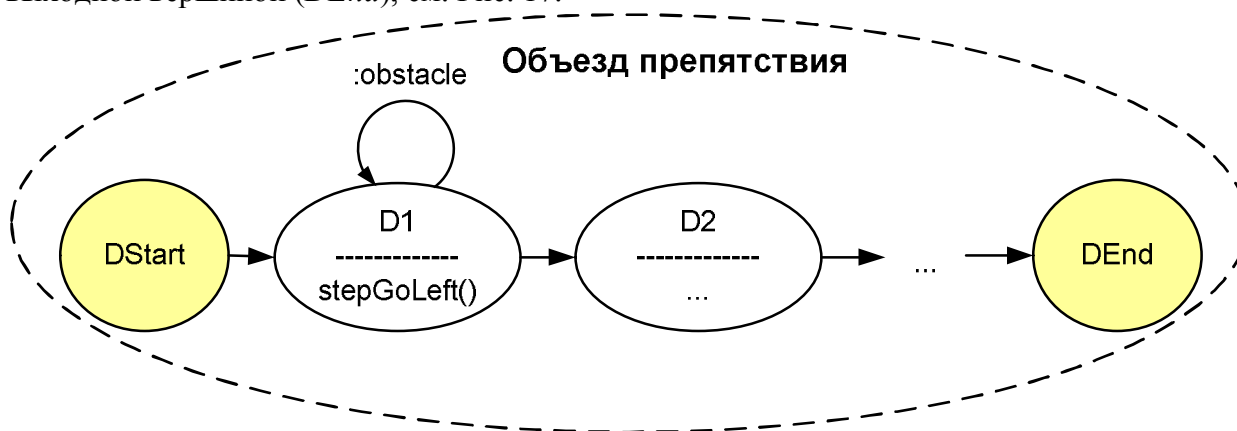 Объезд препятствия
:obstacle
DStart
D1
-------------
stepGoLeft()
D2
-------------
...
...
DEnd